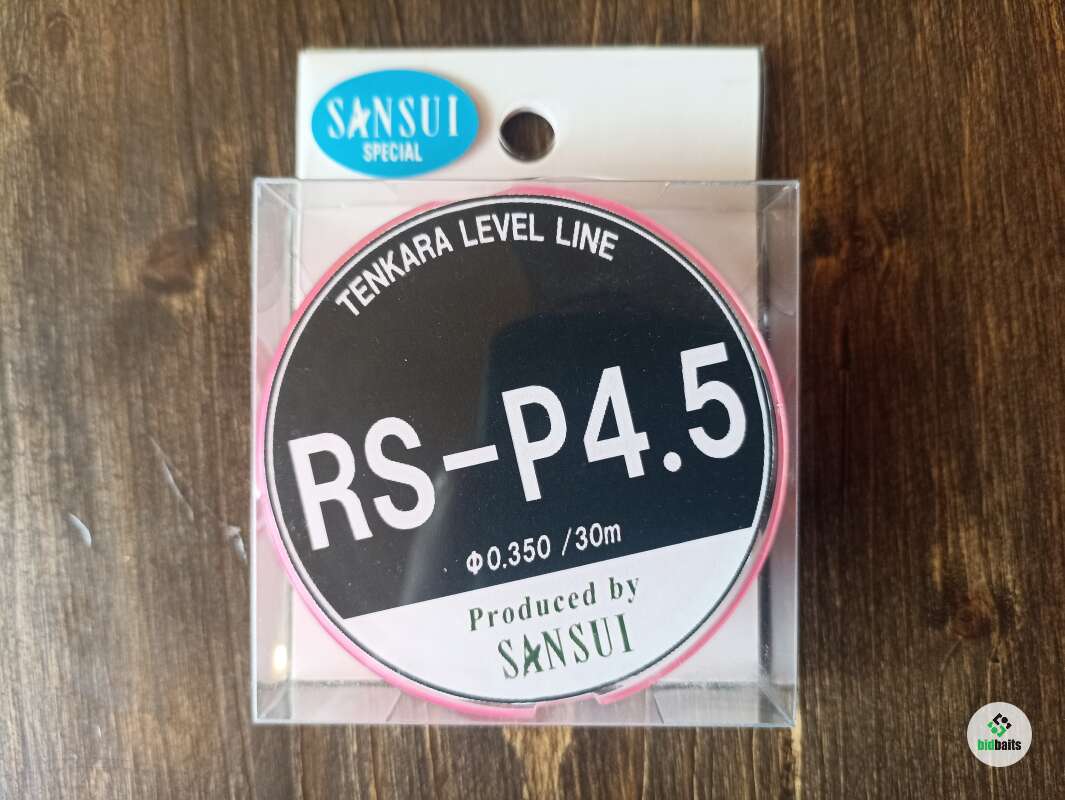 SANSUI
SPECIAL
TENKARA LEVEL LINE
RS-P4.5
Φ0.350 /30m
Produced by
SANSUI
bidbaits